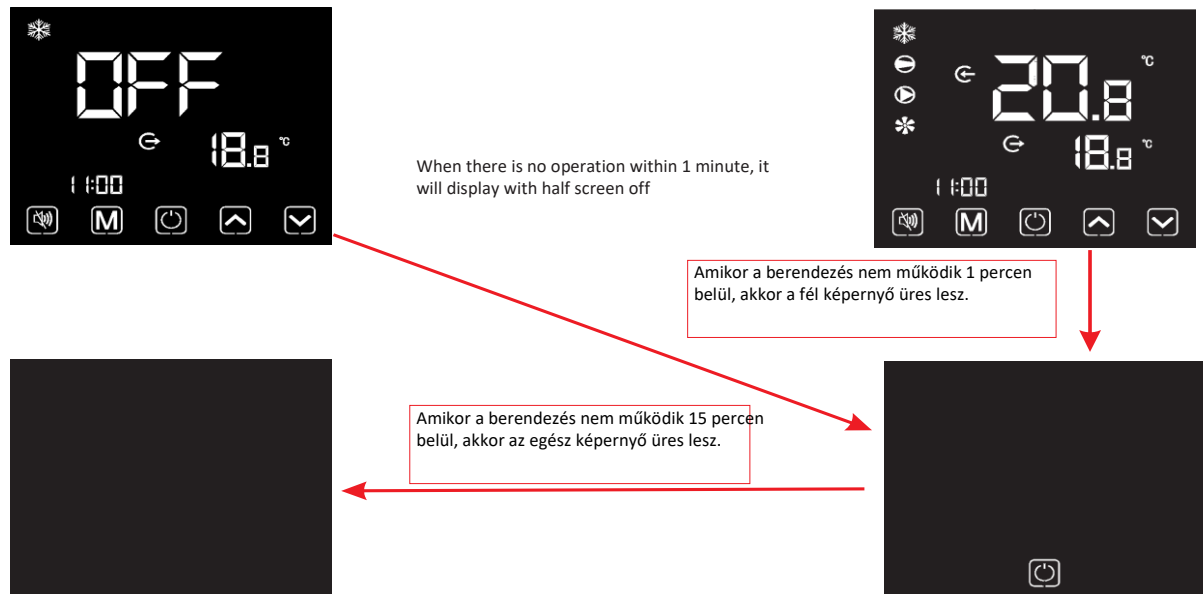 OFF
18.8 °C
11:00
M
When there is no operation within 1 minute, it
will display with half screen off
20.8 °C
18.8 °C
11:00
M
Amikor a berendezés nem működik 1 percen
belül, akkor a fél képernyő üres lesz.
Amikor a berendezés nem működik 15 percen
belül, akkor az egész képernyő üres lesz.